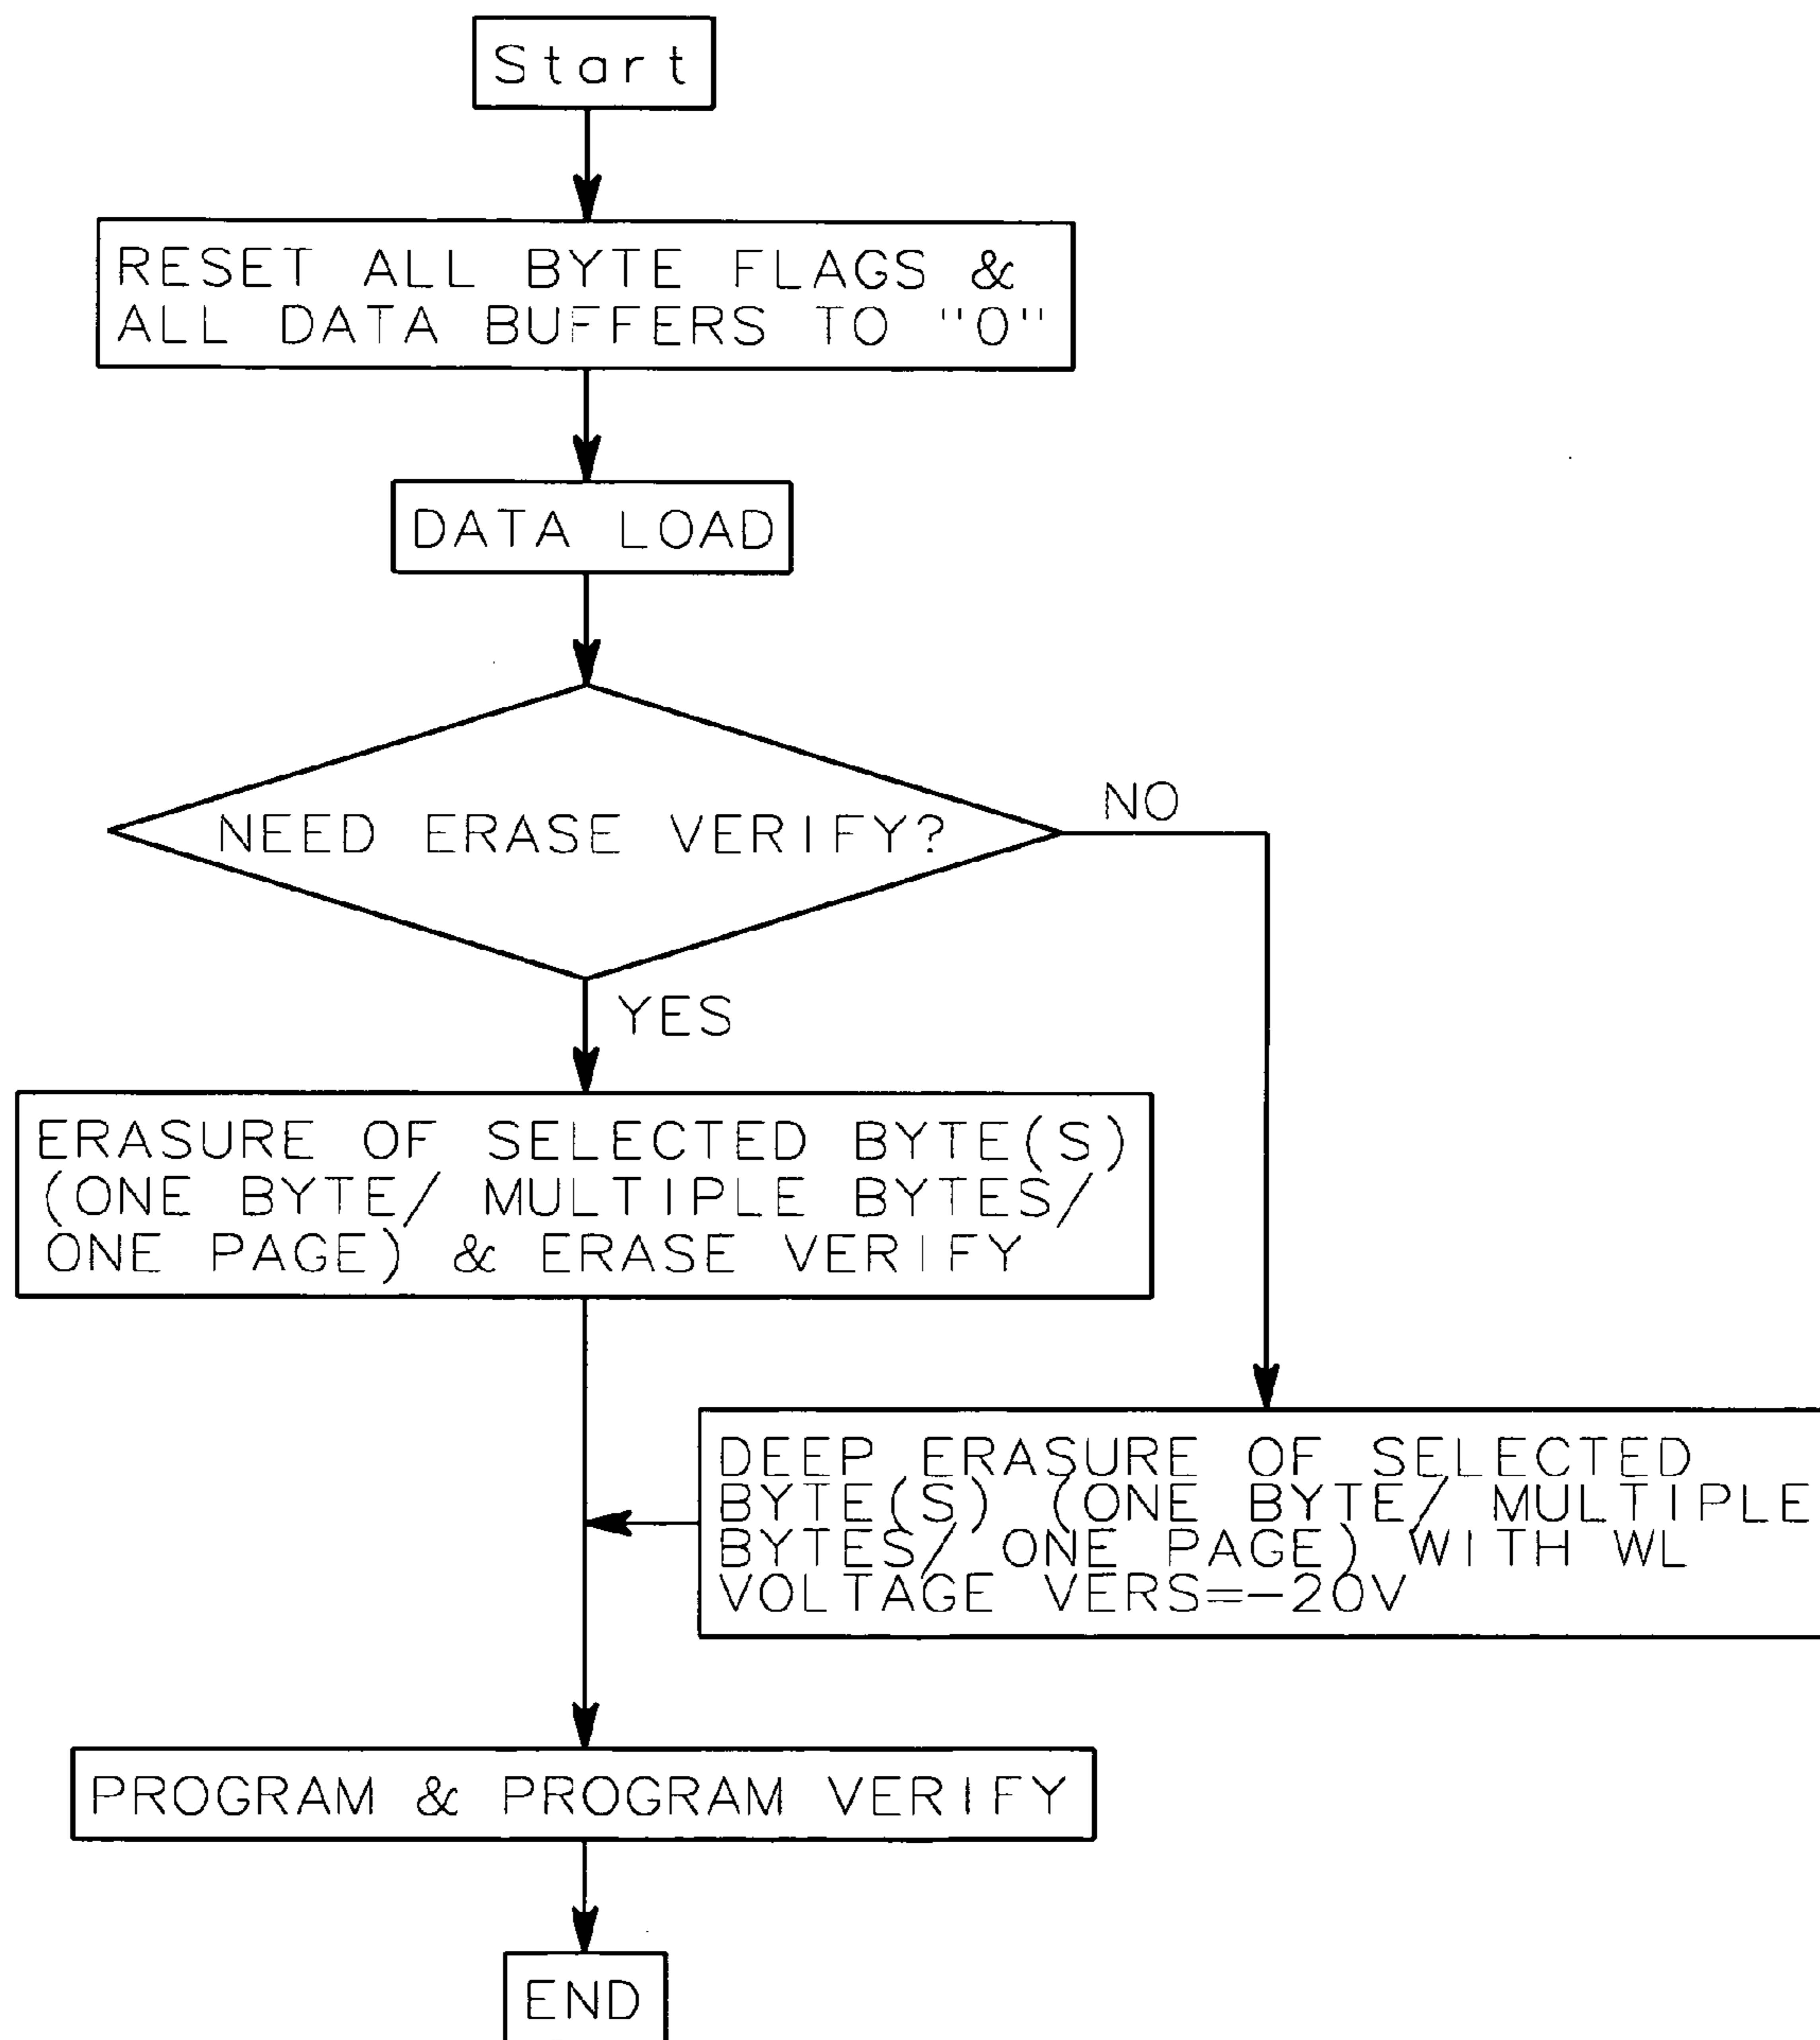 Start
RESET ALL BYTE FLAGS &
ALL DATA BUFFERS TO "0"
DATA LOAD
NEED ERASE VERIFY?
NO
YES
ERASURE OF SELECTED BYTE(S)
(ONE BYTE/ MULTIPLE BYTES/
ONE PAGE) & ERASE VERIFY
DEEP ERASURE OF SELECTED
BYTE(S) (ONE BYTE/ MULTIPLE
BYTES/ ONE PAGE) WITH WL
VOLTAGE VERS=-20V
PROGRAM & PROGRAM VERIFY
END